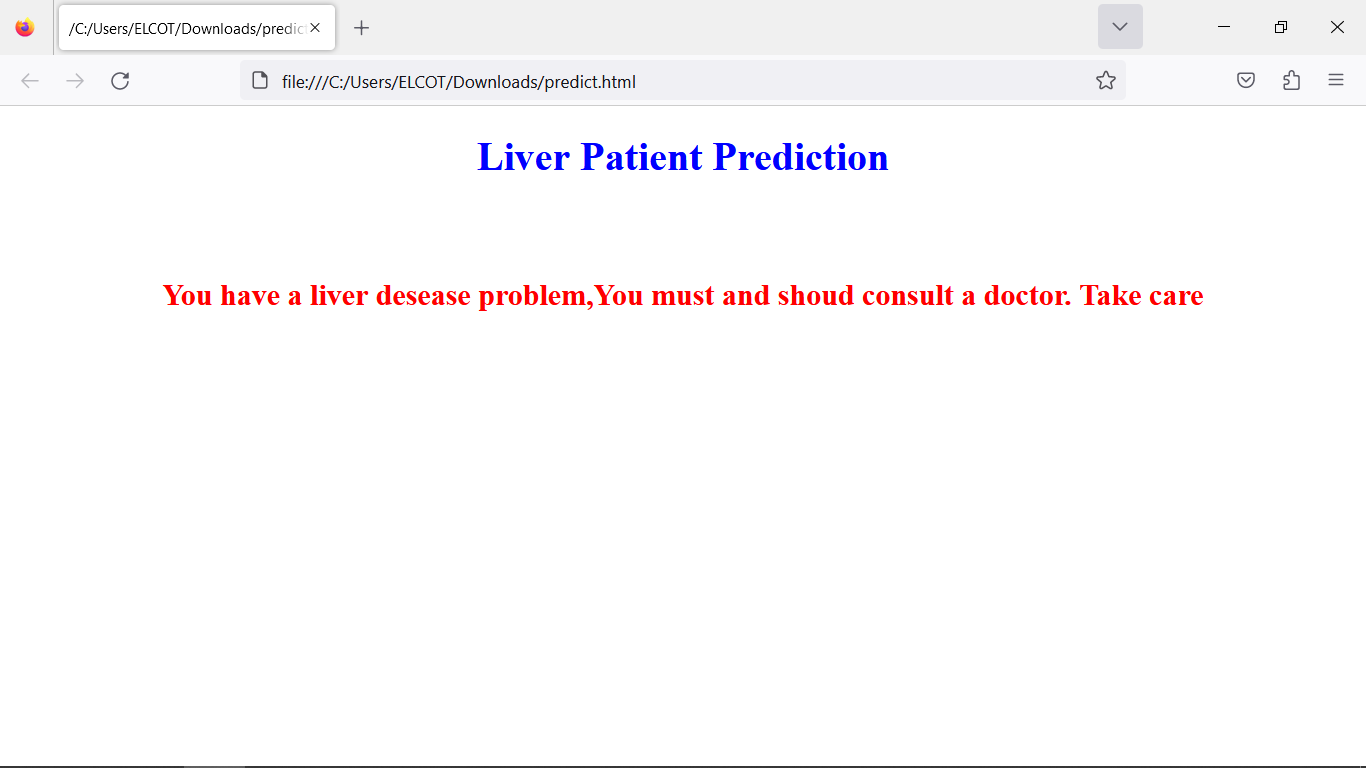 /C:/Users/ELCOT/Downloads/predict
file:///C:/Users/ELCOT/Downloads/predict.html
Liver Patient Prediction
You have a liver desease problem,You must and shoud consult a doctor. Take care